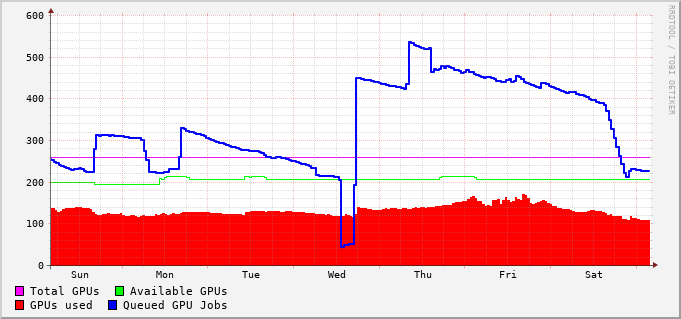 600
500
400
300
200
100
0
Sun Mon Tue Wed Thu Fri Sat
Total GPUs Available GPUs
GPUs used Queued GPU Jobs
RRDTOOL / TOBI OETIKER